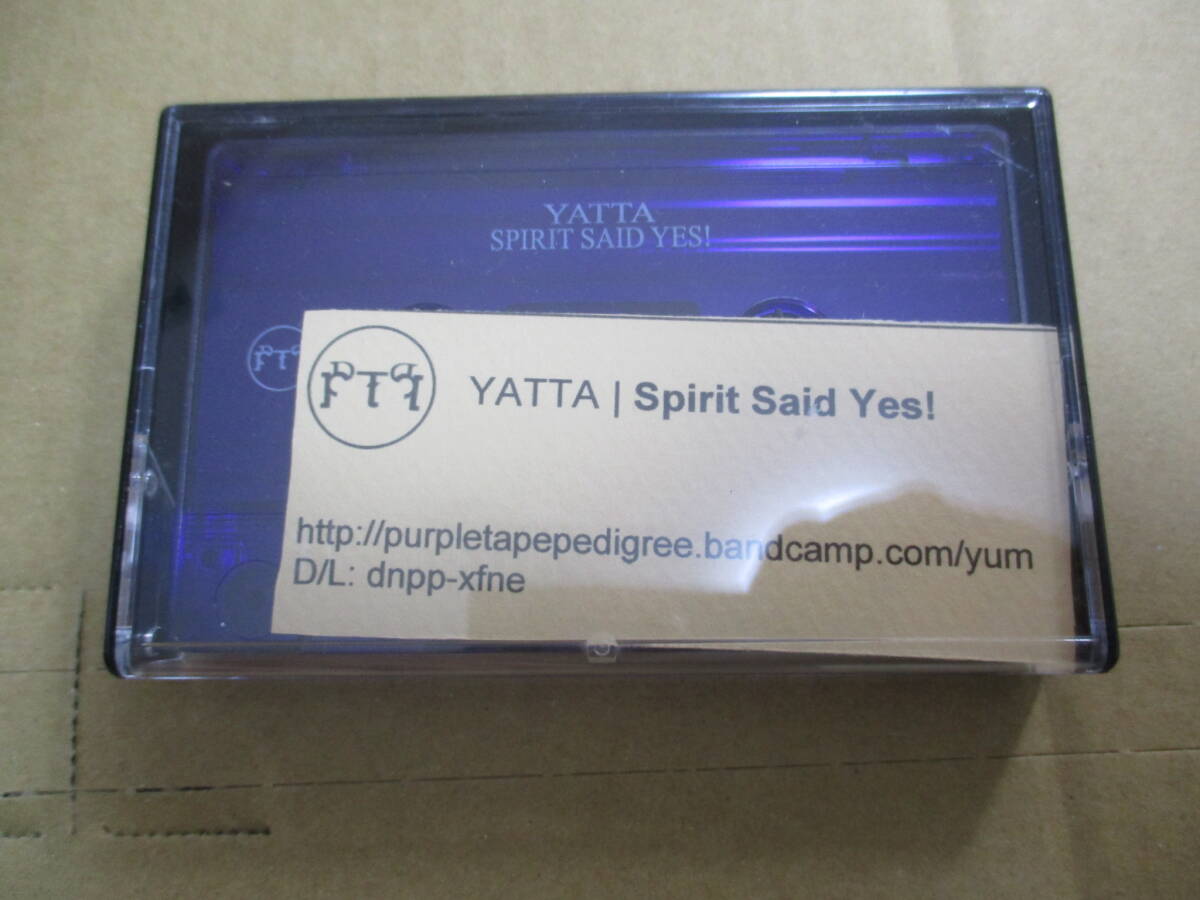 YATTA
SPIRIT SAID YES!
PTP
PTP
YATTA | Spirit Said Yes!
http://purpletapepedigree.bandcamp.com/yum
D/L: dnpp-xfne